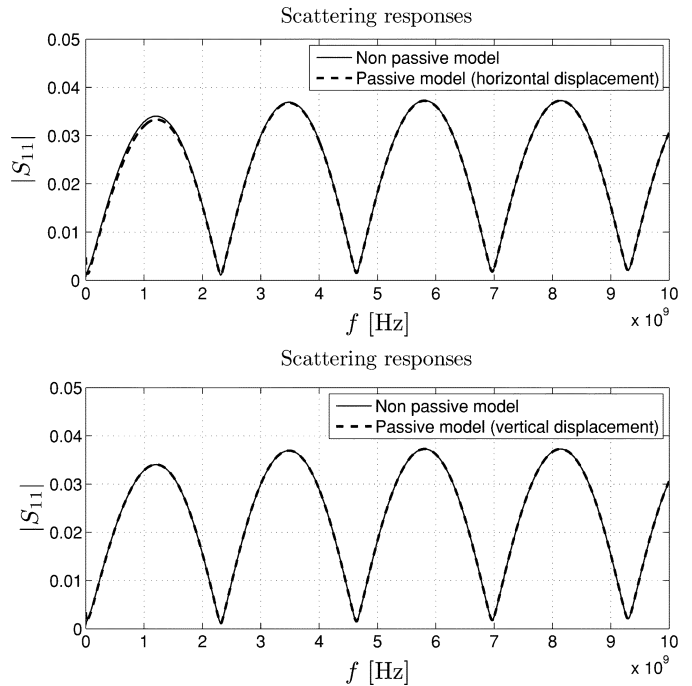 Scattering responses
0.05
0.04
0.03
0.02
0.01
0
|S11|
Non passive model
Passive model (horizontal displacement)
0 1 2 3 4 5 6 7 8 9 10
f [Hz]
x 10^9
Scattering responses
0.05
0.04
0.03
0.02
0.01
0
|S11|
Non passive model
Passive model (vertical displacement)
0 1 2 3 4 5 6 7 8 9 10
f [Hz]
x 10^9